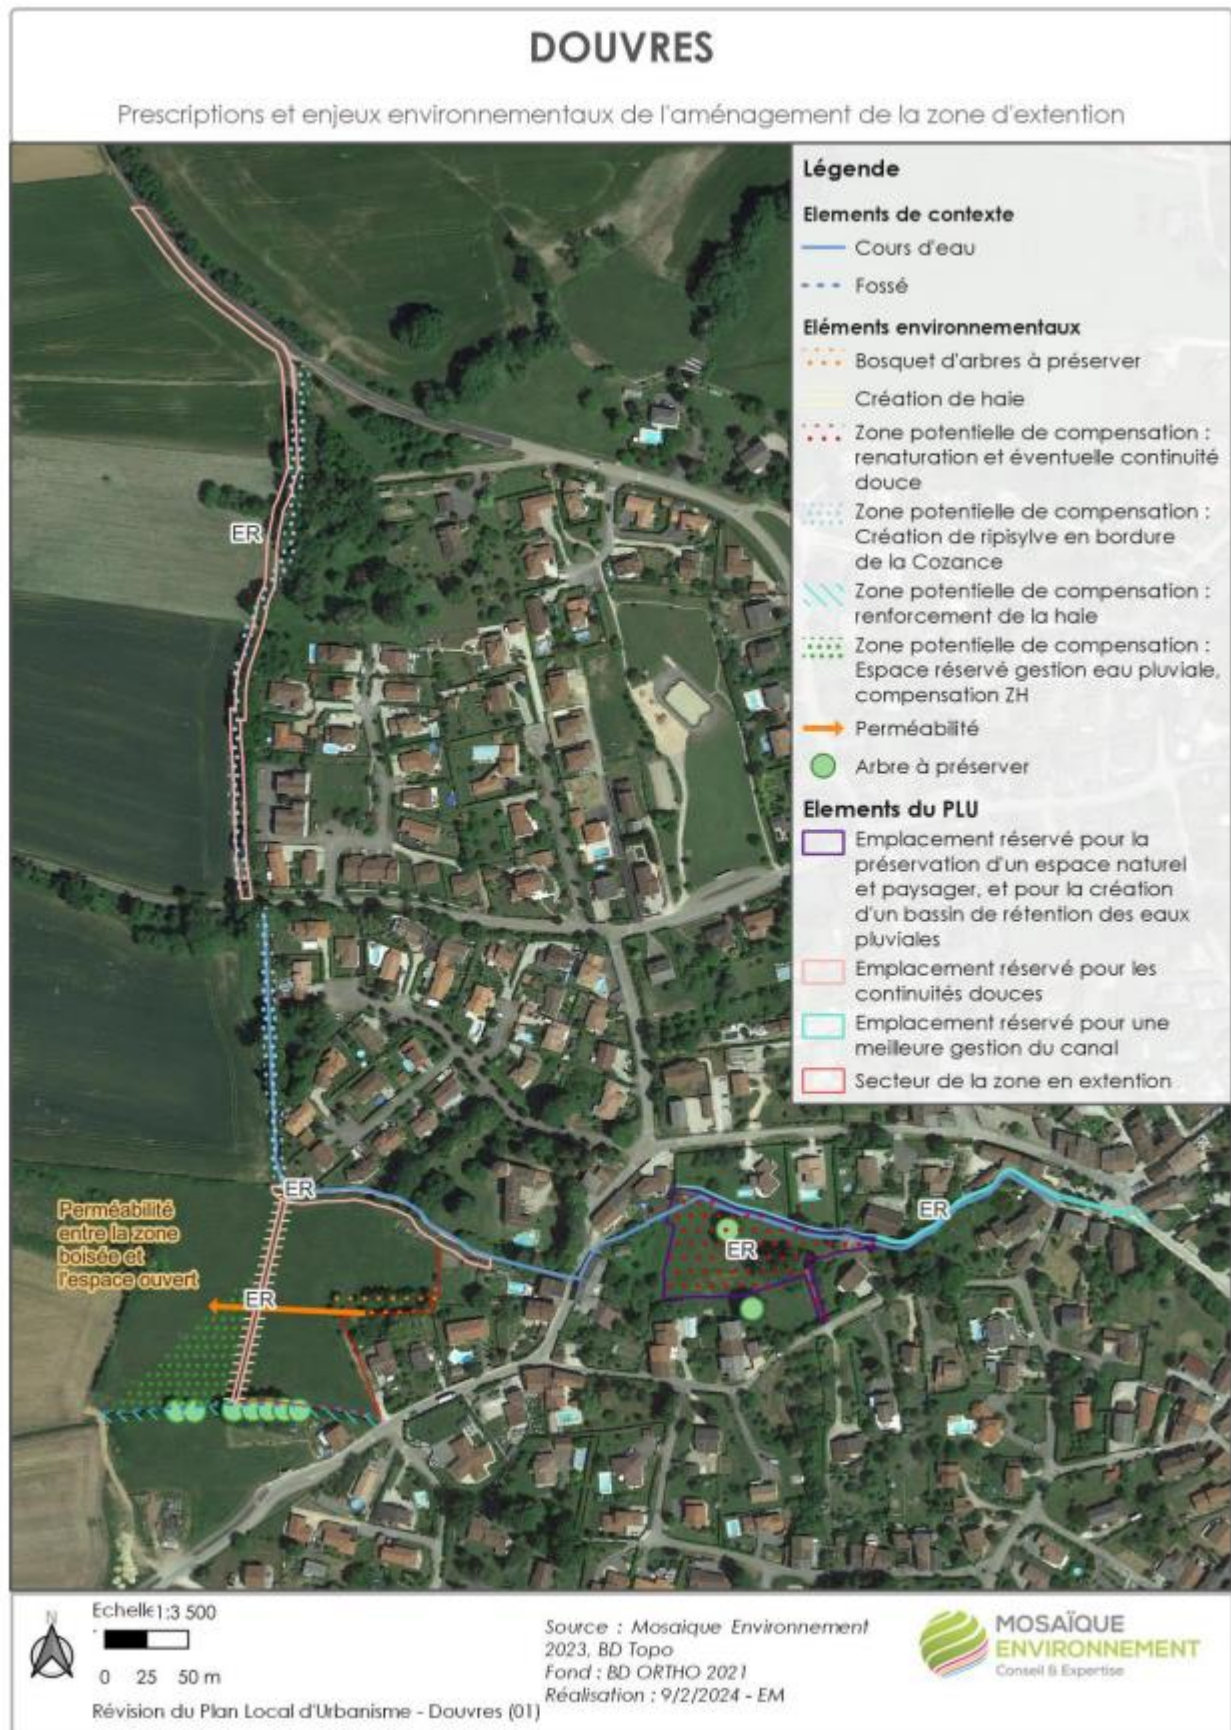 DOUVRES
Prescriptions et enjeux environnementaux de l'aménagement de la zone d'extention
Légende
Elements de contexte
Cours d'eau
Fossé
Eléments environnementaux
Bosquet d'arbres à préserver
Création de haie
Zone potentielle de compensation :
renaturation et éventuelle continuité
douce
Zone potentielle de compensation :
Création de ripisylve en bordure
de la Cozance
Zone potentielle de compensation :
renforcement de la haie
Zone potentielle de compensation :
Espace réservé gestion eau pluviale,
compensation ZH
Perméabilité
Arbre à préserver
Elements du PLU
Emplacement réservé pour la
préservation d'un espace naturel
et paysager, et pour la création
d'un bassin de rétention des eaux
pluviales
Emplacement réservé pour les
continuités douces
Emplacement réservé pour une
meilleure gestion du canal
Secteur de la zone en extention
ER
ER
ER
ER
ER
Perméabilité
entre la zone
boisée et
l'espace ouvert
N
Echelle1:3 500
0 25 50 m
Révision du Plan Local d'Urbanisme - Douvres (01)
Source : Mosaique Environnement
2023, BD Topo
Fond : BD ORTHO 2021
Réalisation : 9/2/2024 - EM
MOSAÏQUE
ENVIRONNEMENT
Conseil & Expertise